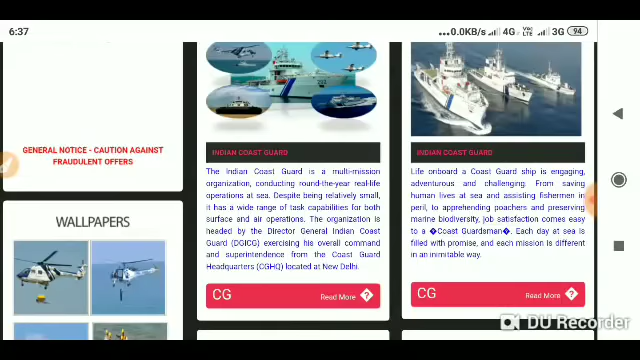 6:37
...0.0KB/s 4G Vo) LTE 3G 94
GENERAL NOTICE - CAUTION AGAINST
FRAUDULENT OFFERS
WALLPAPERS
INDIAN COAST GUARD
The Indian Coast Guard is a multi-mission
organization, conducting round-the-year real-life
operations at sea. Despite being relatively small,
it has a wide range of task capabilities for both
surface and air operations. The organization is
headed by the Director General Indian Coast
Guard (DGICG) exercising his overall command
and superintendence from the Coast Guard
Headquarters (CGHQ) located at New Delhi.
CG
Read More �
INDIAN COAST GUARD
Life onboard a Coast Guard ship is engaging,
adventurous and challenging. From saving
human lives at sea and assisting fishermen in
peril, to apprehending poachers and preserving
marine biodiversity, job satisfaction comes easy
to a �Coast Guardsman�. Each day at sea is
filled with promise, and each mission is different
in an inimitable way.
CG
Read More �
DU Recorder